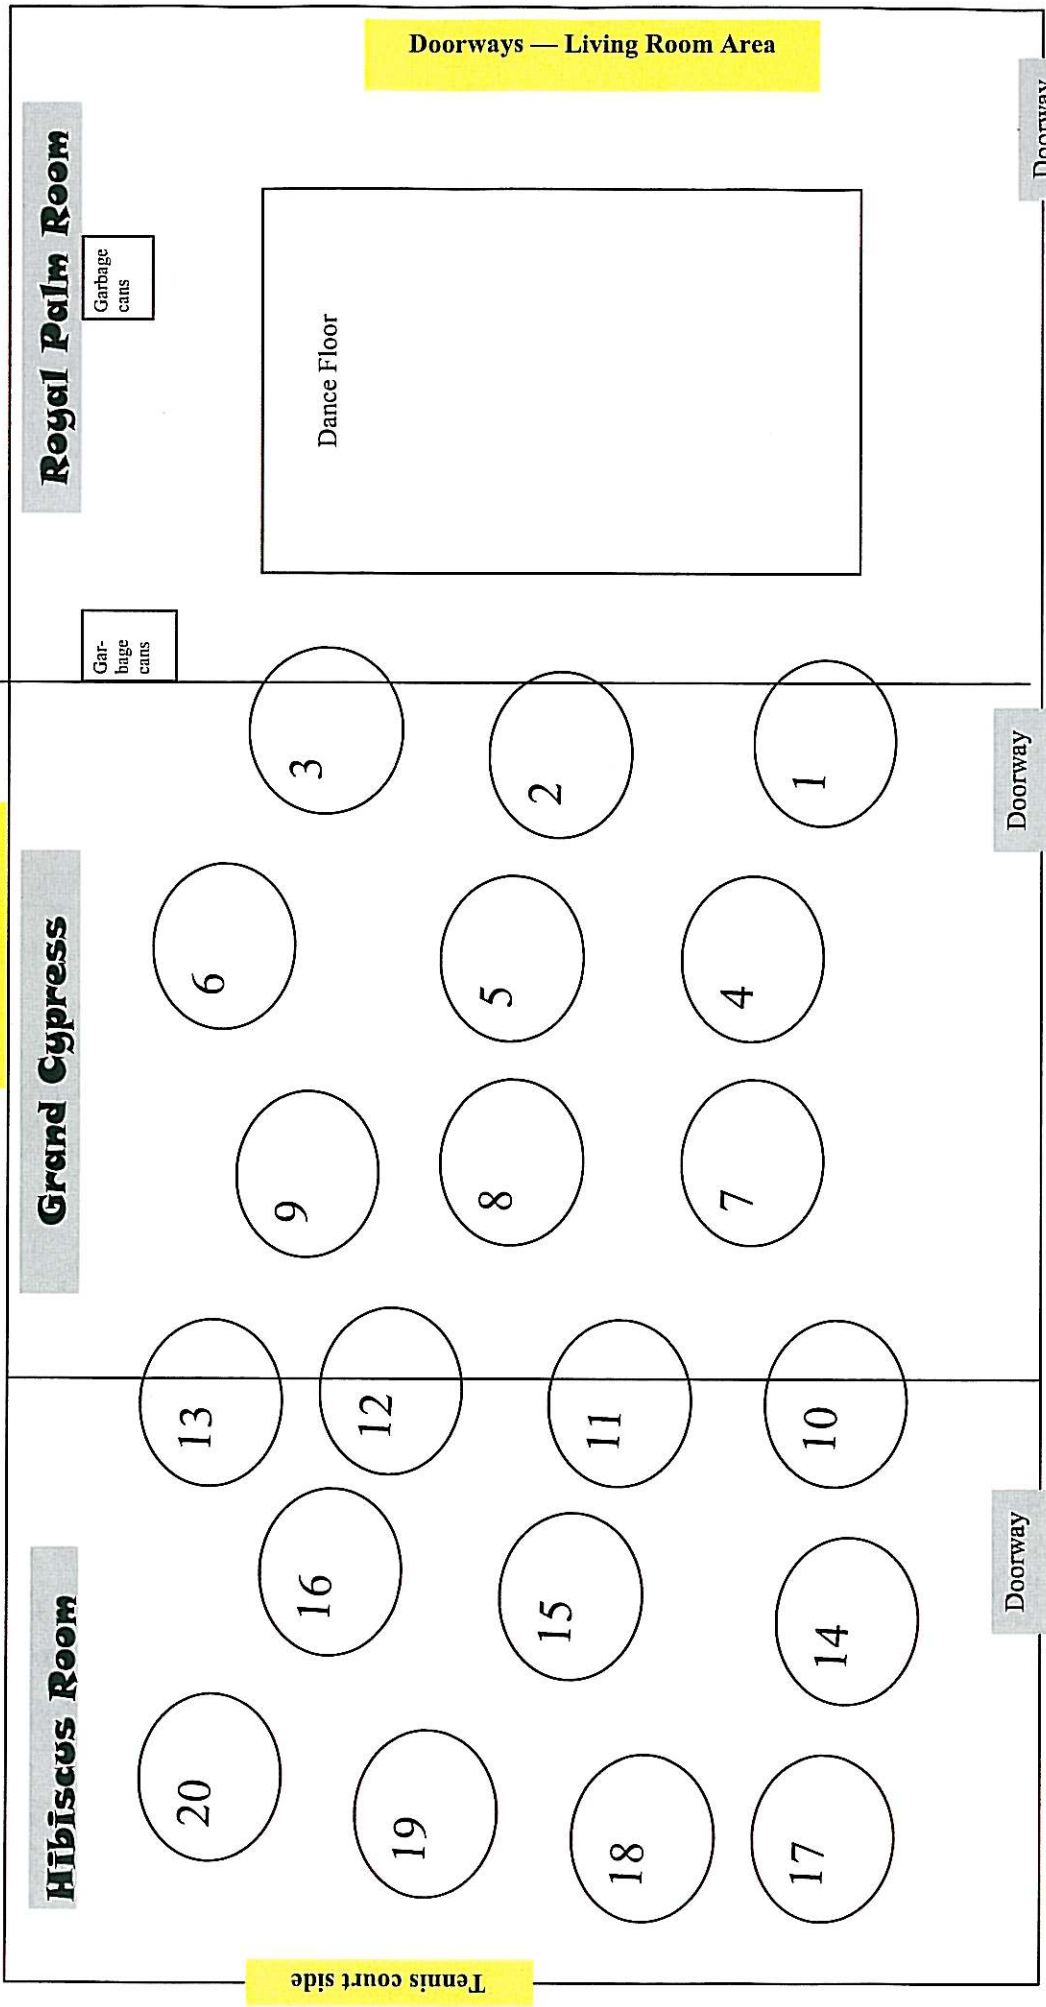 Doorways — Living Room Area
Royal Palm Room
Garbage
cans
Dance Floor
Doorway
Gar-
bage
cans
3
2
1
Doorway
Grand Cypress
6
5
4
9
8
7
13
12
11
10
Hibiscus Room
16
15
14
Doorway
20
19
18
17
Tennis court side